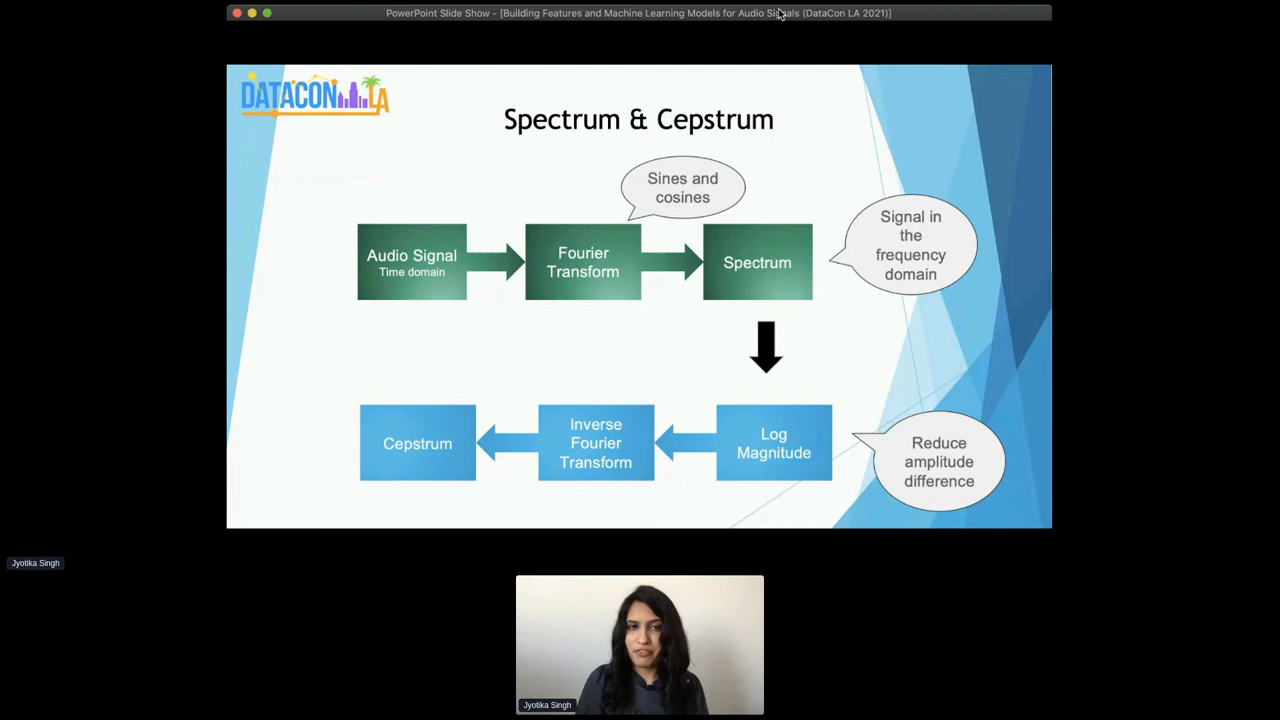 PowerPoint Slide Show - [Building Features and Machine Learning Models for Audio Signals (DataCon LA 2021)]
DATACON LA
Spectrum & Cepstrum
Sines and
cosines
Signal in
the
frequency
domain
Audio Signal
Time domain
Fourier
Transform
Spectrum
Cepstrum
Inverse
Fourier
Transform
Log
Magnitude
Reduce
amplitude
difference
Jyotika Singh
Jyotika Singh